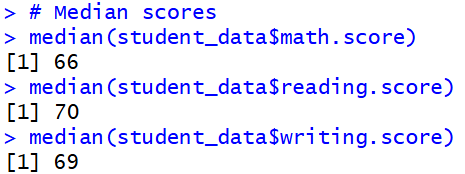 > # Median scores
> median(student_data$math.score)
[1] 66
> median(student_data$reading.score)
[1] 70
> median(student_data$writing.score)
[1] 69